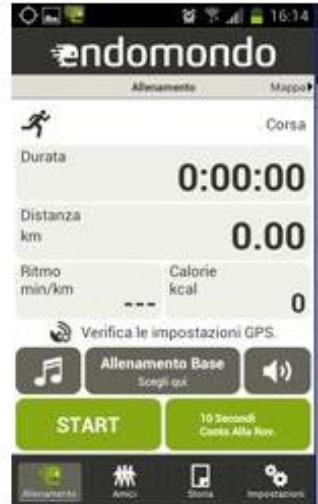 16:14
endomondo
Allenamento Mappa
Corsa
Durata
0:00:00
Distanza
km
0.00
Ritmo
min/km
---
Calorie
kcal
0
Verifica le impostazioni GPS.
Allenamento Base
Scegli qui
START
10 Secondi
Conto Alla Rov.
Allenamento Amici Storia Impostazioni